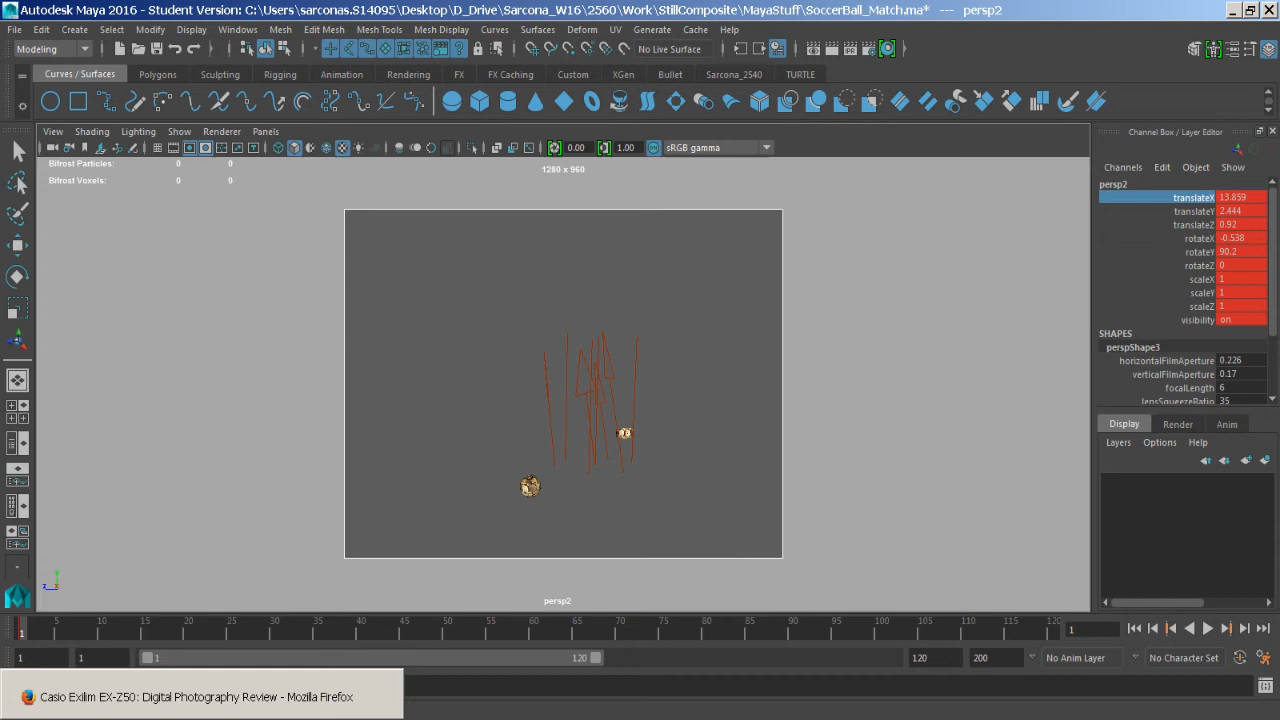 Autodesk Maya 2016 - Student Version: C:\Users\sarconas.S14095\Desktop\D_Drive\Sarcona_W16\2560\Work\StillComposite\MayaStuff\SoccerBall_Match.ma* --- persp2
File Edit Create Select Modify Display Windows Mesh Edit Mesh Mesh Tools Mesh Display Curves Surfaces Deform UV Generate Cache Help
Modeling No Live Surface
Curves / Surfaces Polygons Sculpting Rigging Animation Rendering FX FX Caching Custom XGen Bullet Sarcona_2540 TURTLE
View Shading Lighting Show Renderer Panels
0.00 1.00 sRGB gamma
Bifrost Particles: 0 0
Bifrost Voxels: 0 0
1280 x 960
persp2
Channel Box / Layer Editor
Channels Edit Object Show
persp2
translateX 13.859
translateY 2.444
translateZ 0.92
rotateX -0.538
rotateY 90.2
rotateZ 0
scaleX 1
scaleY 1
scaleZ 1
visibility on
SHAPES
perspShape3
horizontalFilmAperture 0.226
verticalFilmAperture 0.17
focalLength 6
lensSqueezeRatio 35
Display Render Anim
Layers Options Help
1 5 10 15 20 25 30 35 40 45 50 55 60 65 70 75 80 85 90 95 100 105 110 115 120 1
1 1 1 120 120 200 No Anim Layer No Character Set
Casio Exilim EX-Z50: Digital Photography Review - Mozilla Firefox